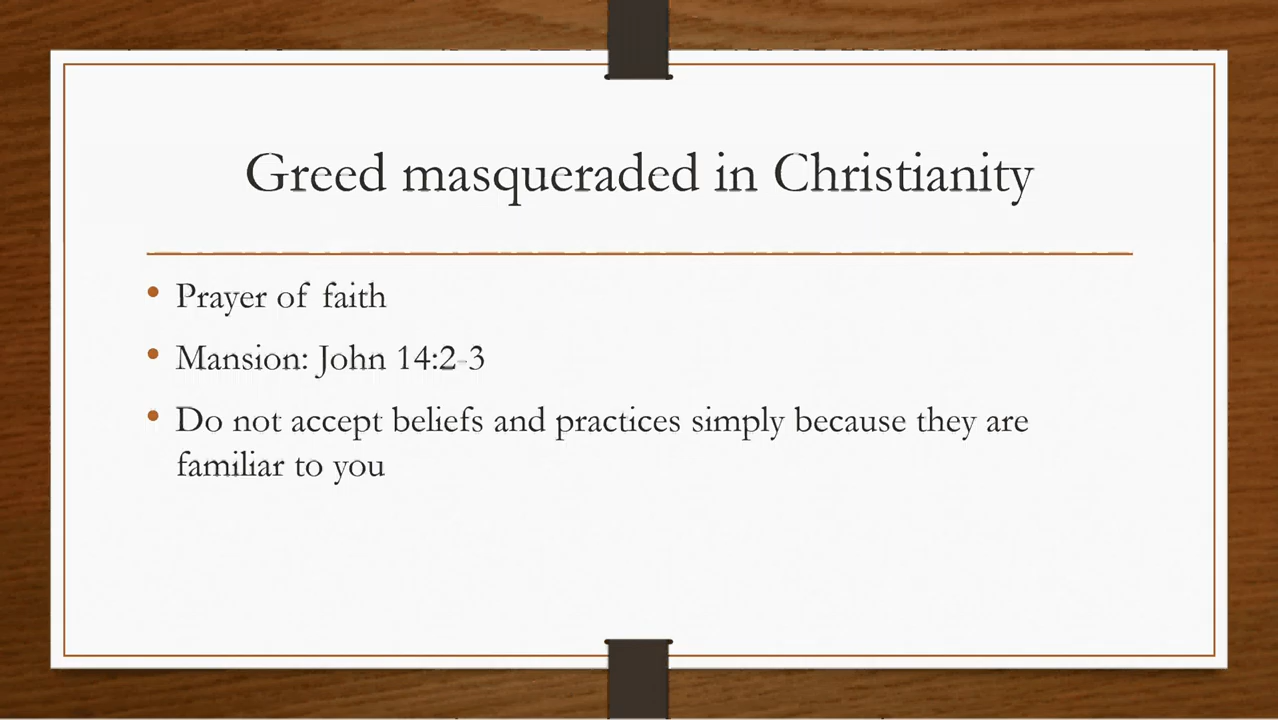 Greed masqueraded in Christianity
• Prayer of faith
• Mansion: John 14:2-3
• Do not accept beliefs and practices simply because they are
familiar to you